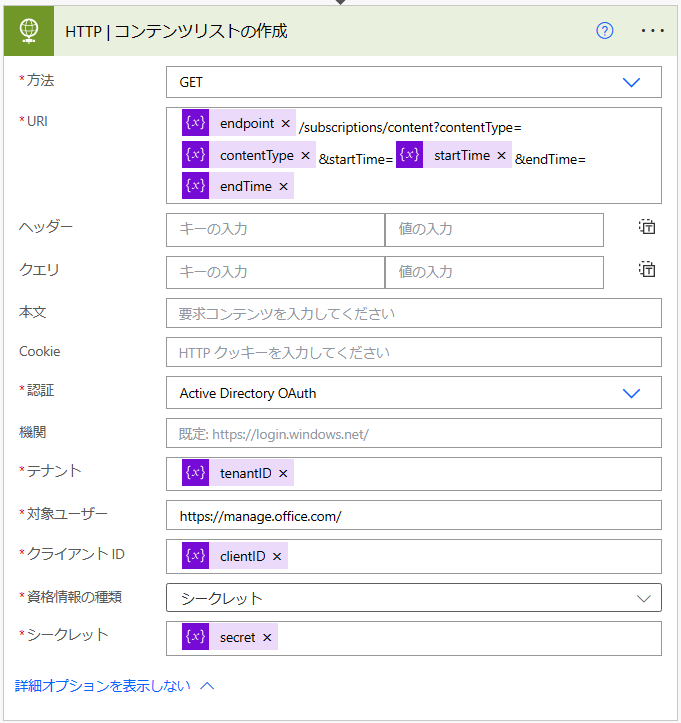 HTTP | コンテンツリストの作成
* 方法
GET
* URI
{x} endpoint × /subscriptions/content?contentType=
{x} contentType × &startTime= {x} startTime × &endTime=
{x} endTime ×
ヘッダー キーの入力 値の入力
クエリ キーの入力 値の入力
本文 要求コンテンツを入力してください
Cookie HTTP クッキーを入力してください
* 認証 Active Directory OAuth
機関 既定: https://login.windows.net/
* テナント {x} tenantID ×
* 対象ユーザー https://manage.office.com/
* クライアント ID {x} clientID ×
* 資格情報の種類 シークレット
* シークレット {x} secret ×
詳細オプションを表示しない